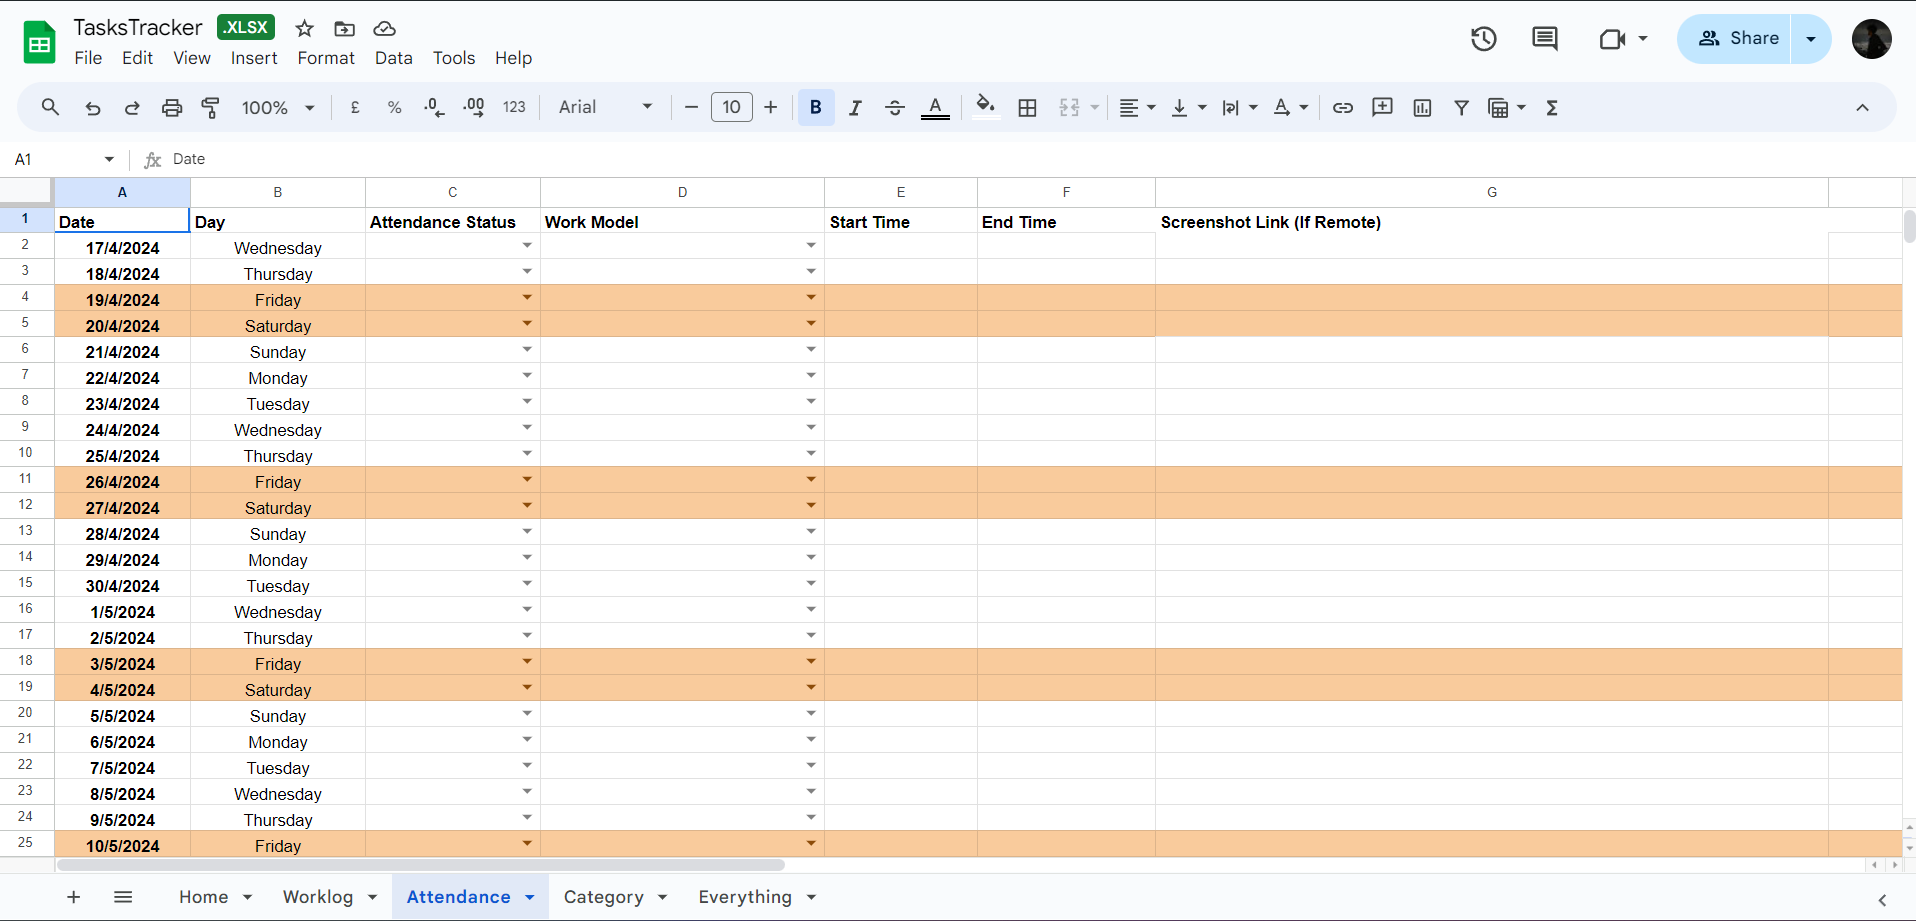 TasksTracker .XLSX
File Edit View Insert Format Data Tools Help
Share
100% £ % .0 .00 123 Arial 10 B I S A A Σ
A1 fx Date
A B C D E F G
1 Date Day Attendance Status Work Model Start Time End Time Screenshot Link (If Remote)
2 17/4/2024 Wednesday
3 18/4/2024 Thursday
4 19/4/2024 Friday
5 20/4/2024 Saturday
6 21/4/2024 Sunday
7 22/4/2024 Monday
8 23/4/2024 Tuesday
9 24/4/2024 Wednesday
10 25/4/2024 Thursday
11 26/4/2024 Friday
12 27/4/2024 Saturday
13 28/4/2024 Sunday
14 29/4/2024 Monday
15 30/4/2024 Tuesday
16 1/5/2024 Wednesday
17 2/5/2024 Thursday
18 3/5/2024 Friday
19 4/5/2024 Saturday
20 5/5/2024 Sunday
21 6/5/2024 Monday
22 7/5/2024 Tuesday
23 8/5/2024 Wednesday
24 9/5/2024 Thursday
25 10/5/2024 Friday
Home Worklog Attendance Category Everything